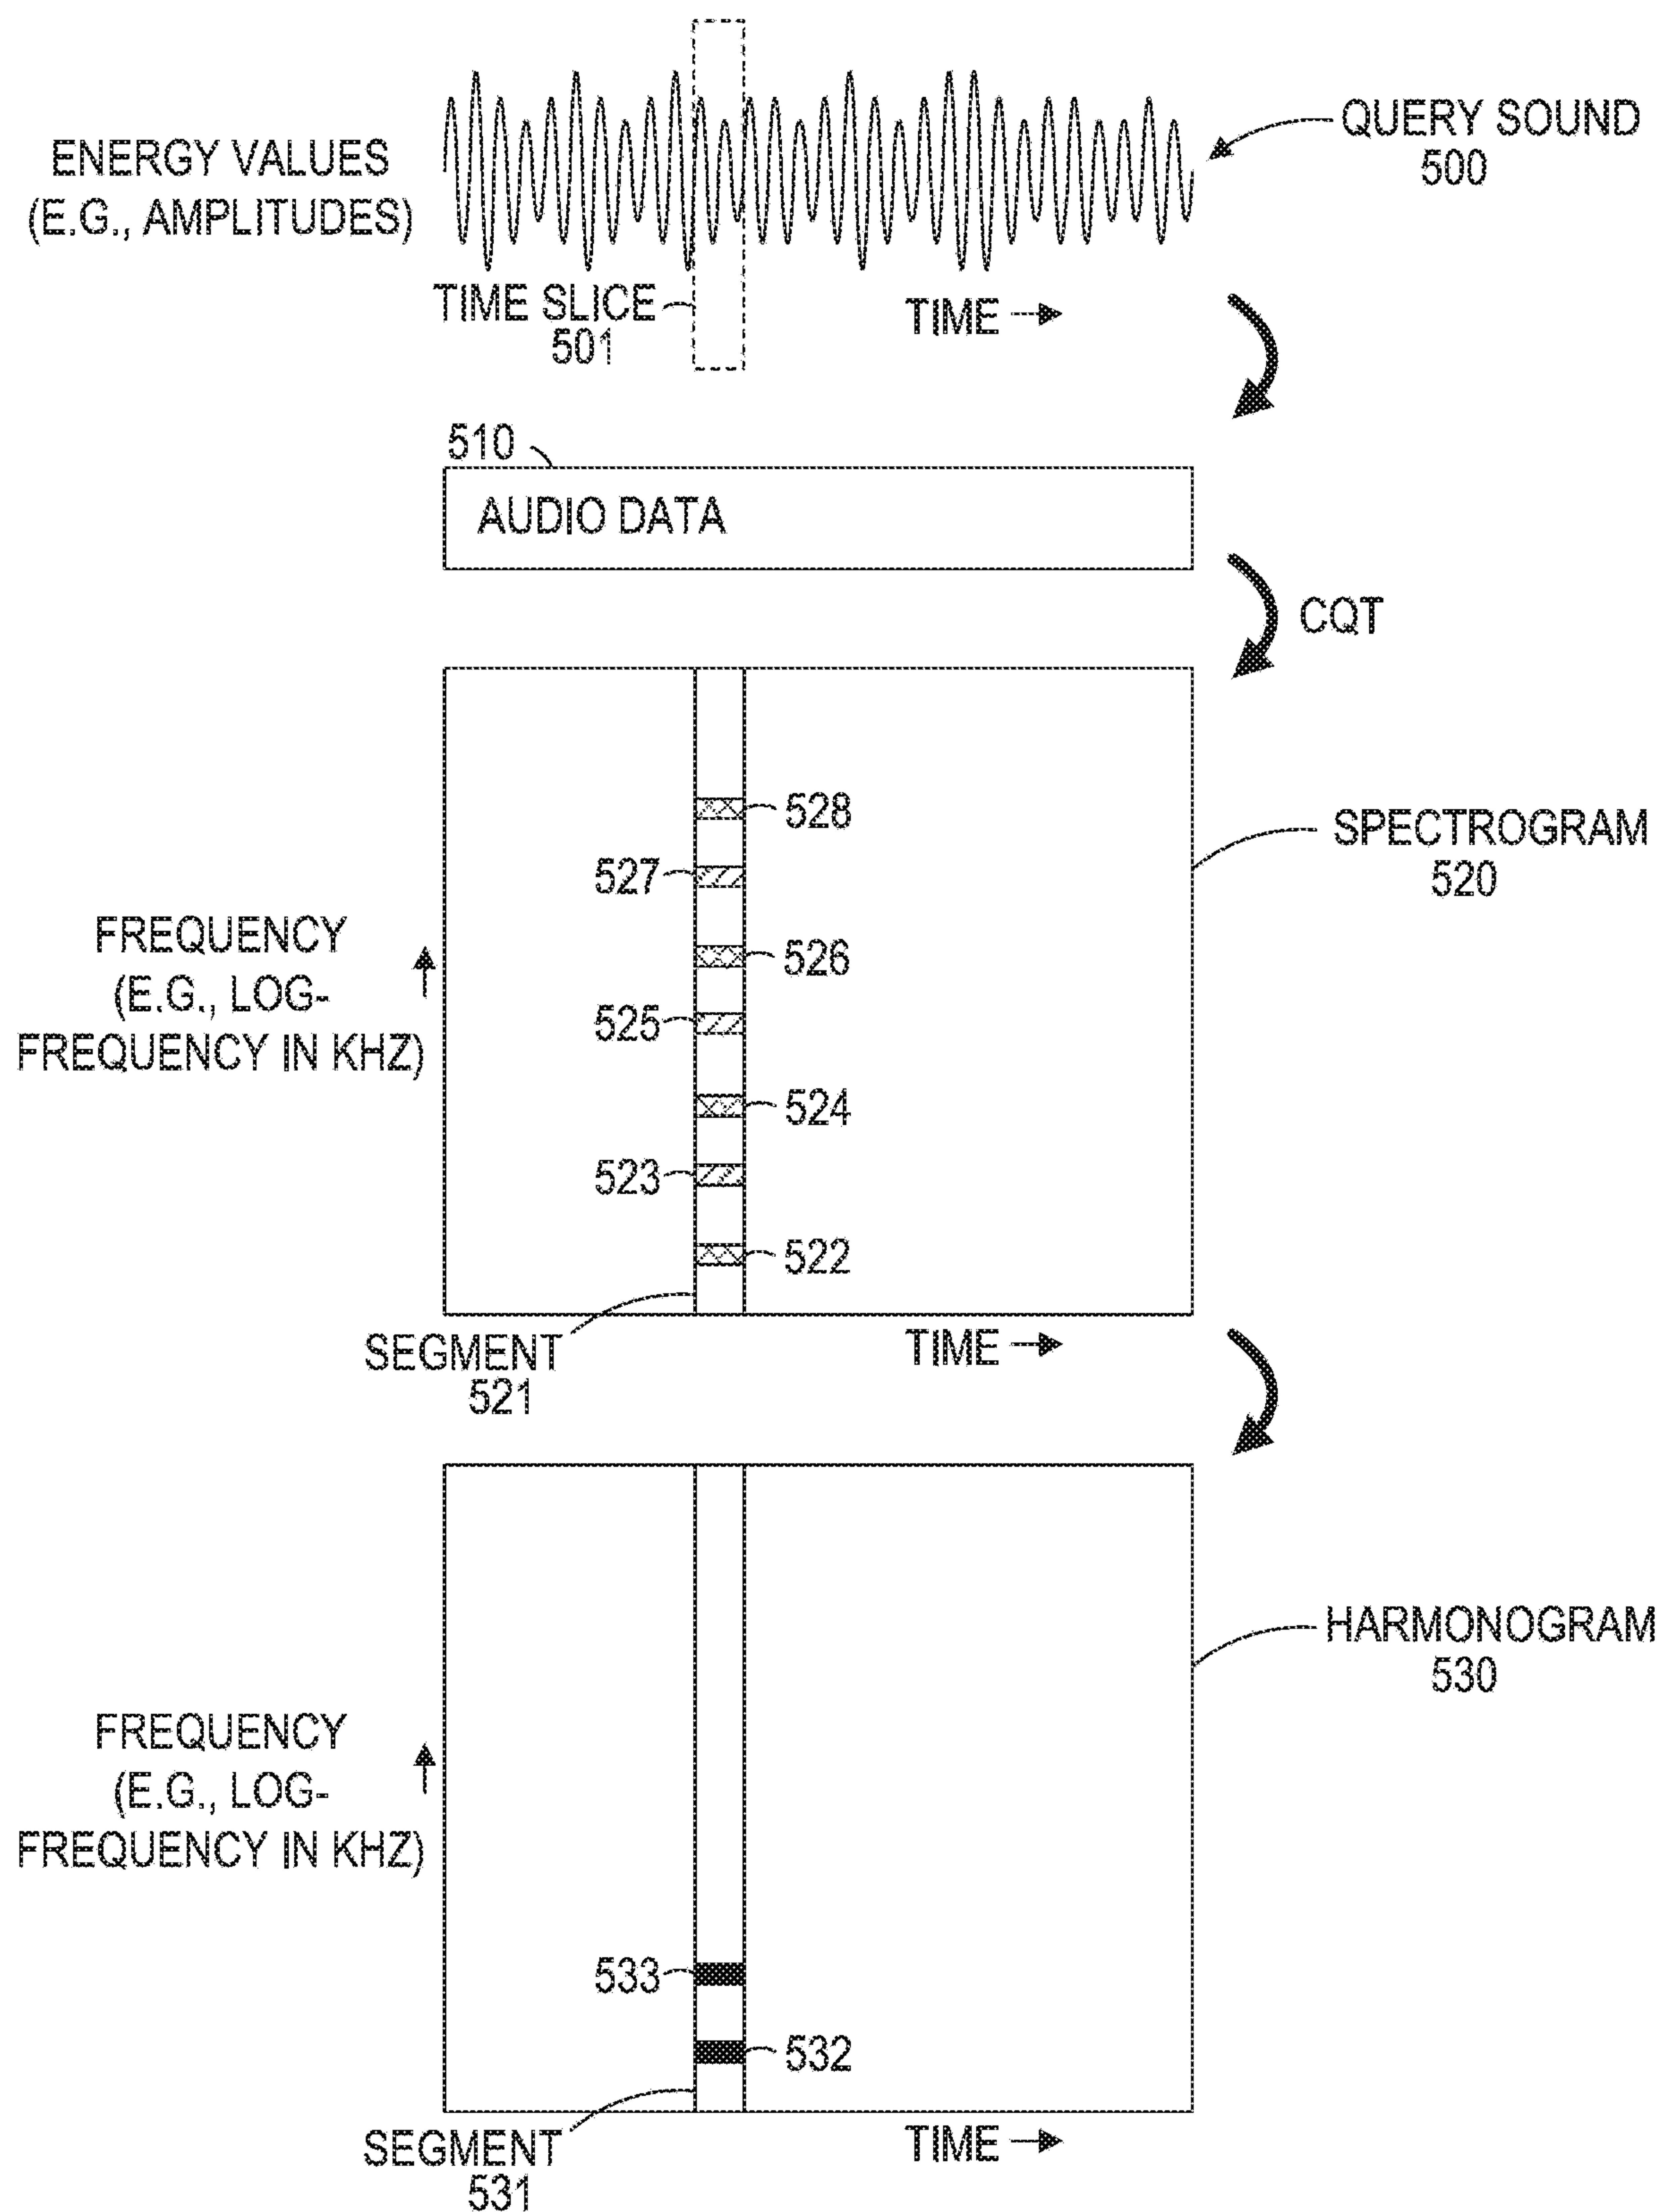 QUERY SOUND
500
ENERGY VALUES
(E.G., AMPLITUDES)
TIME SLICE
501
TIME
510
AUDIO DATA
CQT
528
527
526
525
524
523
522
SPECTROGRAM
520
FREQUENCY
(E.G., LOG-
FREQUENCY IN KHZ)
SEGMENT
521
TIME
HARMONOGRAM
530
FREQUENCY
(E.G., LOG-
FREQUENCY IN KHZ)
533
532
SEGMENT
531
TIME